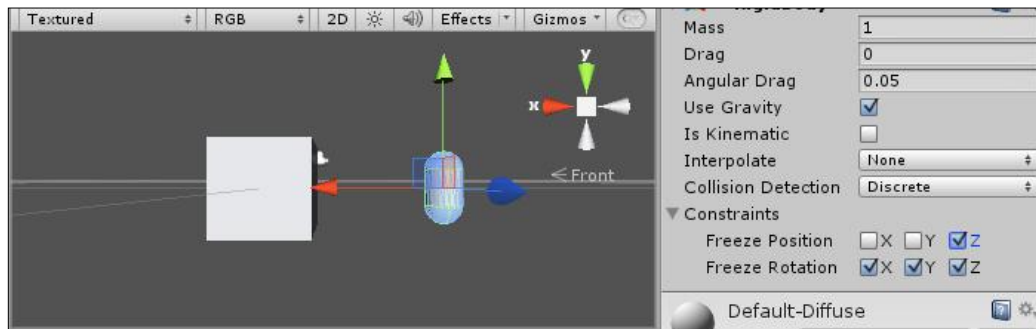 Textured RGB 2D Effects Gizmos
y
x
Front
Mass 1
Drag 0
Angular Drag 0.05
Use Gravity
Is Kinematic
Interpolate None
Collision Detection Discrete
Constraints
Freeze Position X Y Z
Freeze Rotation X Y Z
Default-Diffuse